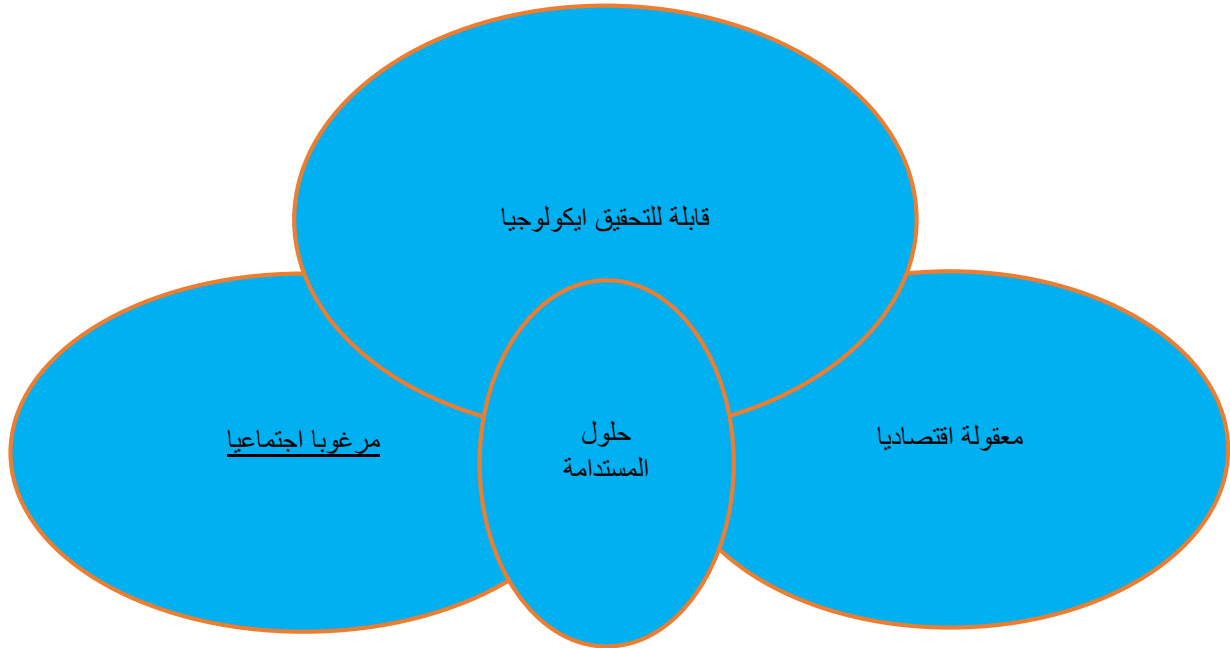 قابلة للتحقيق ايكولوجيا
معقولة اقتصاديا
حلول
المستدامة
مرغوبا اجتماعيا